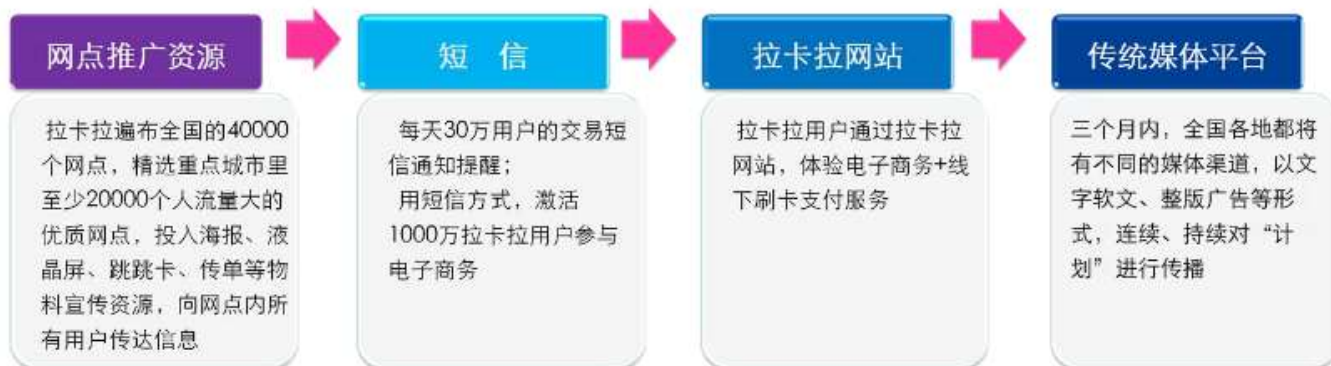 网点推广资源
拉卡拉遍布全国的40000
个网点，精选重点城市里
至少20000个人流量大的
优质网点，投入海报、液
晶屏、跳跳卡、传单等物
料宣传资源，向网点内所
有用户传达信息
短 信
每天30万用户的交易短
信通知提醒；
用短信方式，激活
1000万拉卡拉用户参与
电子商务
拉卡拉网站
拉卡拉用户通过拉卡拉
网站，体验电子商务+线
下刷卡支付服务
传统媒体平台
三个月内，全国各地都将
有不同的媒体渠道，以文
字软文、整版广告等形
式，连续、持续对“计
划”进行传播